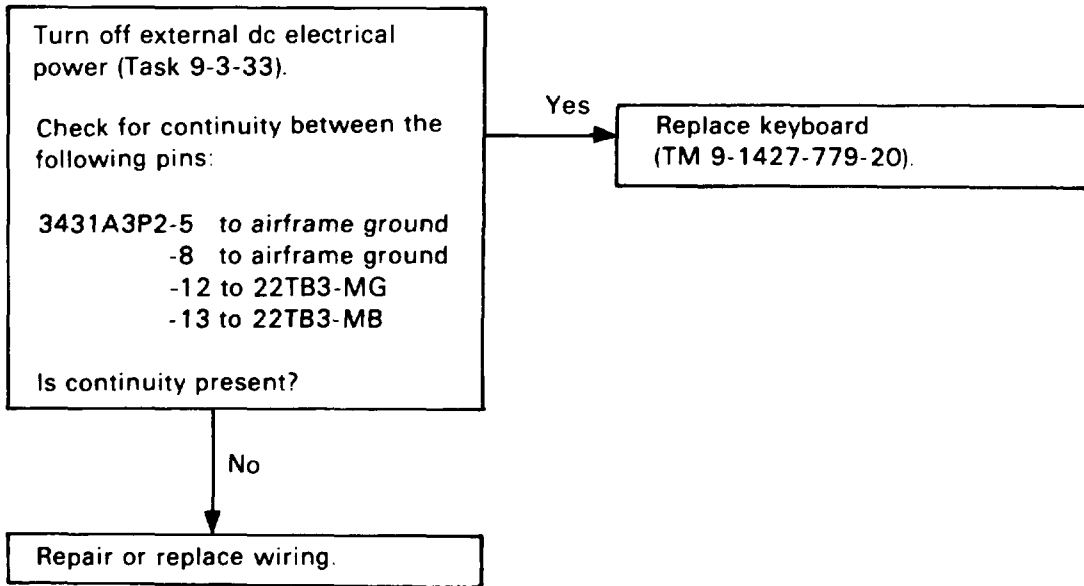 Turn off external dc electrical
power (Task 9-3-33).
Check for continuity between the
following pins:
3431A3P2-5 to airframe ground
-8 to airframe ground
-12 to 22TB3-MG
-13 to 22TB3-MB
Is continuity present?
Yes
Replace keyboard
(TM 9-1427-779-20).
No
Repair or replace wiring.